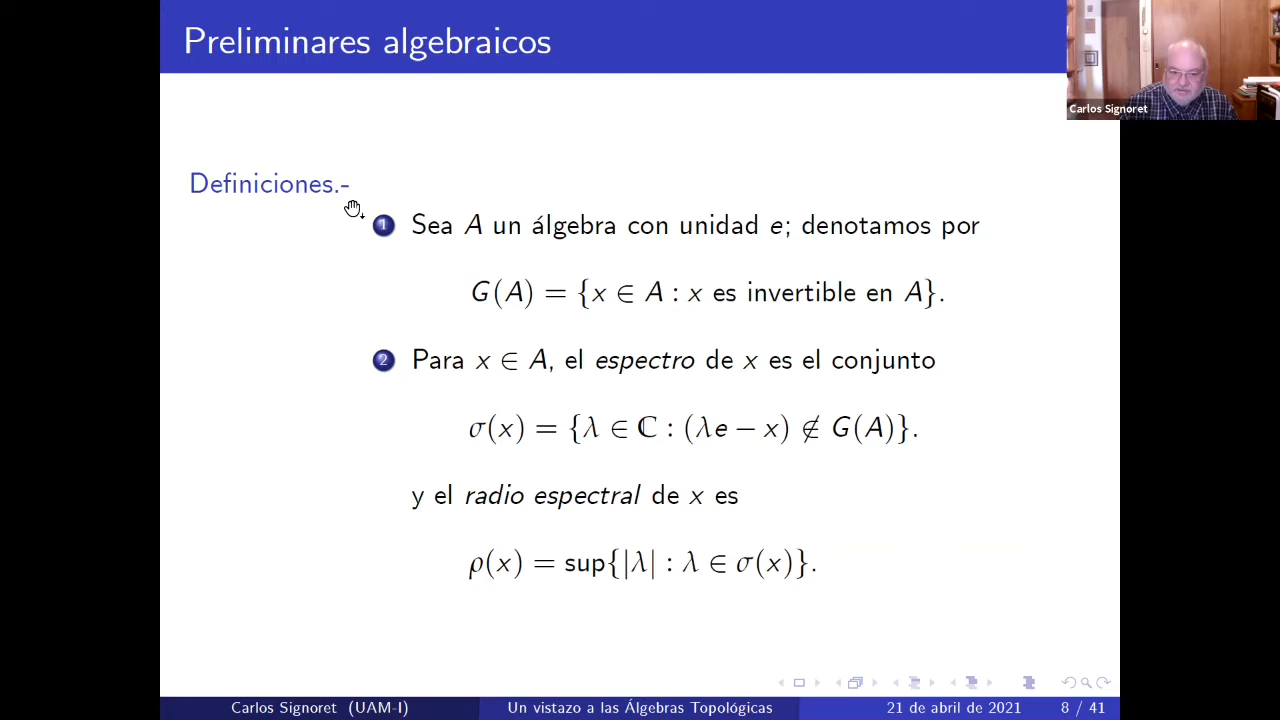 Preliminares algebraicos
Carlos Signoret
Definiciones.-
1 Sea A un álgebra con unidad e; denotamos por
G(A) = {x ∈ A : x es invertible en A}.
2 Para x ∈ A, el espectro de x es el conjunto
σ(x) = {λ ∈ ℂ : (λe − x) ∉ G(A)}.
y el radio espectral de x es
ρ(x) = sup{|λ| : λ ∈ σ(x)}.
Carlos Signoret (UAM-I) Un vistazo a las Álgebras Topológicas 21 de abril de 2021 8 / 41